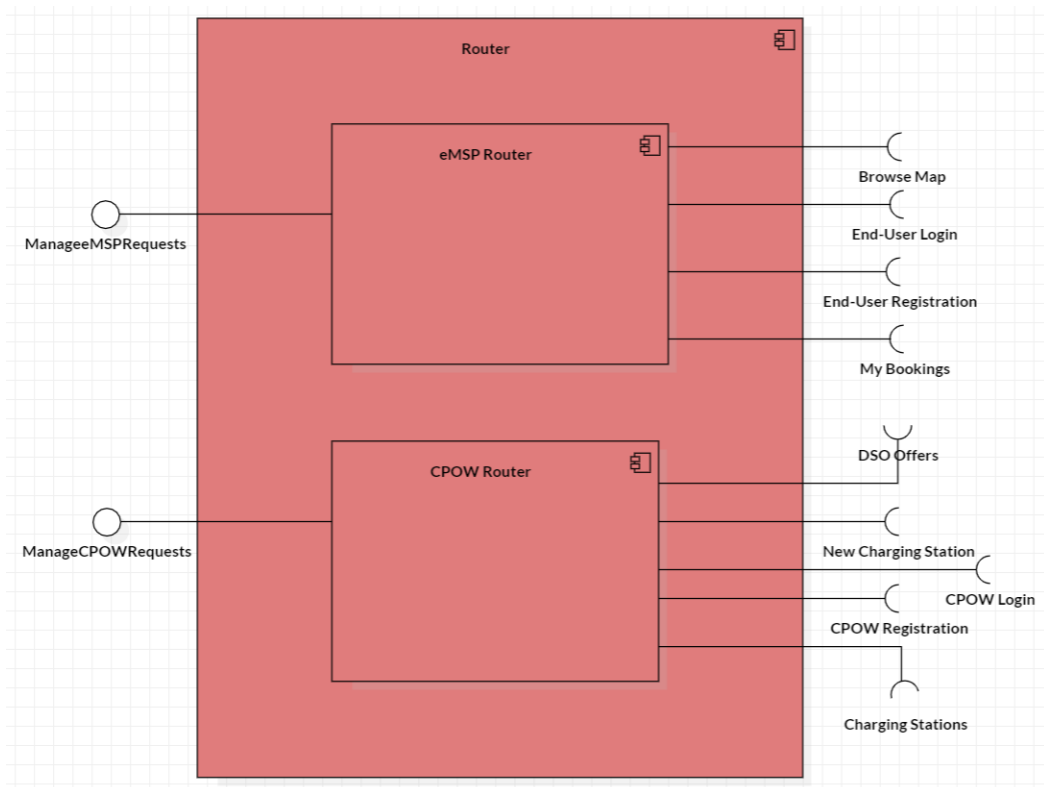 Router
eMSP Router
Browse Map
End-User Login
ManageeMSPRequests
End-User Registration
My Bookings
DSO Offers
CPOW Router
New Charging Station
ManageCPOWRequests
CPOW Login
CPOW Registration
Charging Stations